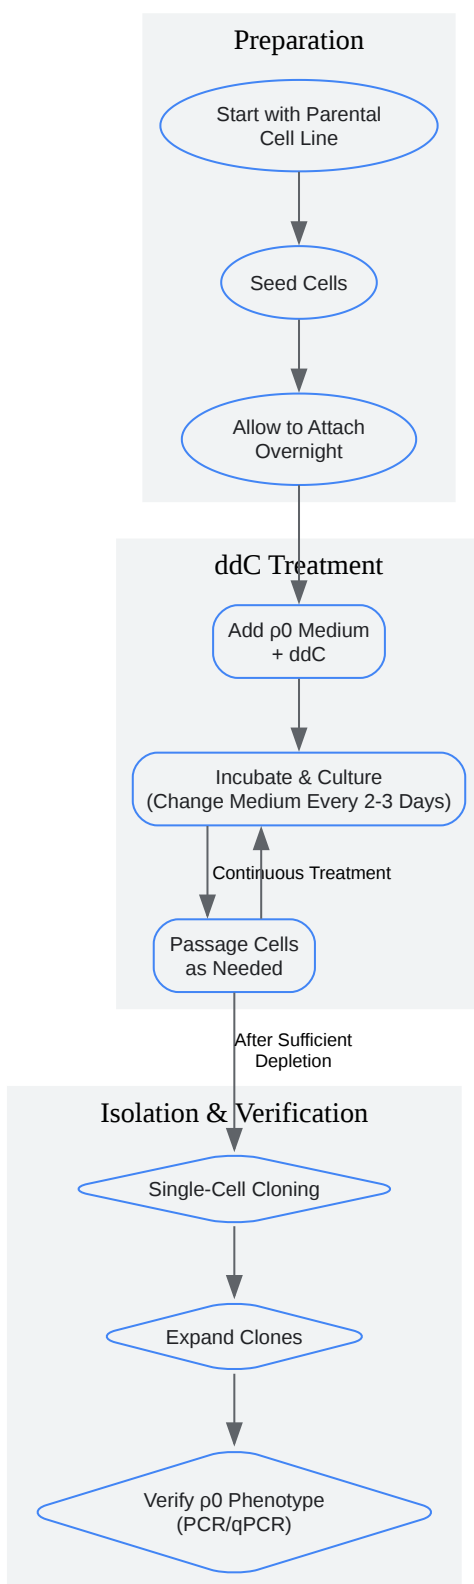 Preparation
Start with Parental
Cell Line
Seed Cells
Allow to Attach
Overnight
ddC Treatment
Add ρ0 Medium
+ ddC
Incubate & Culture
(Change Medium Every 2-3 Days)
Continuous Treatment
Passage Cells
as Needed
After Sufficient
Depletion
Isolation & Verification
Single-Cell Cloning
Expand Clones
Verify ρ0 Phenotype
(PCR/qPCR)